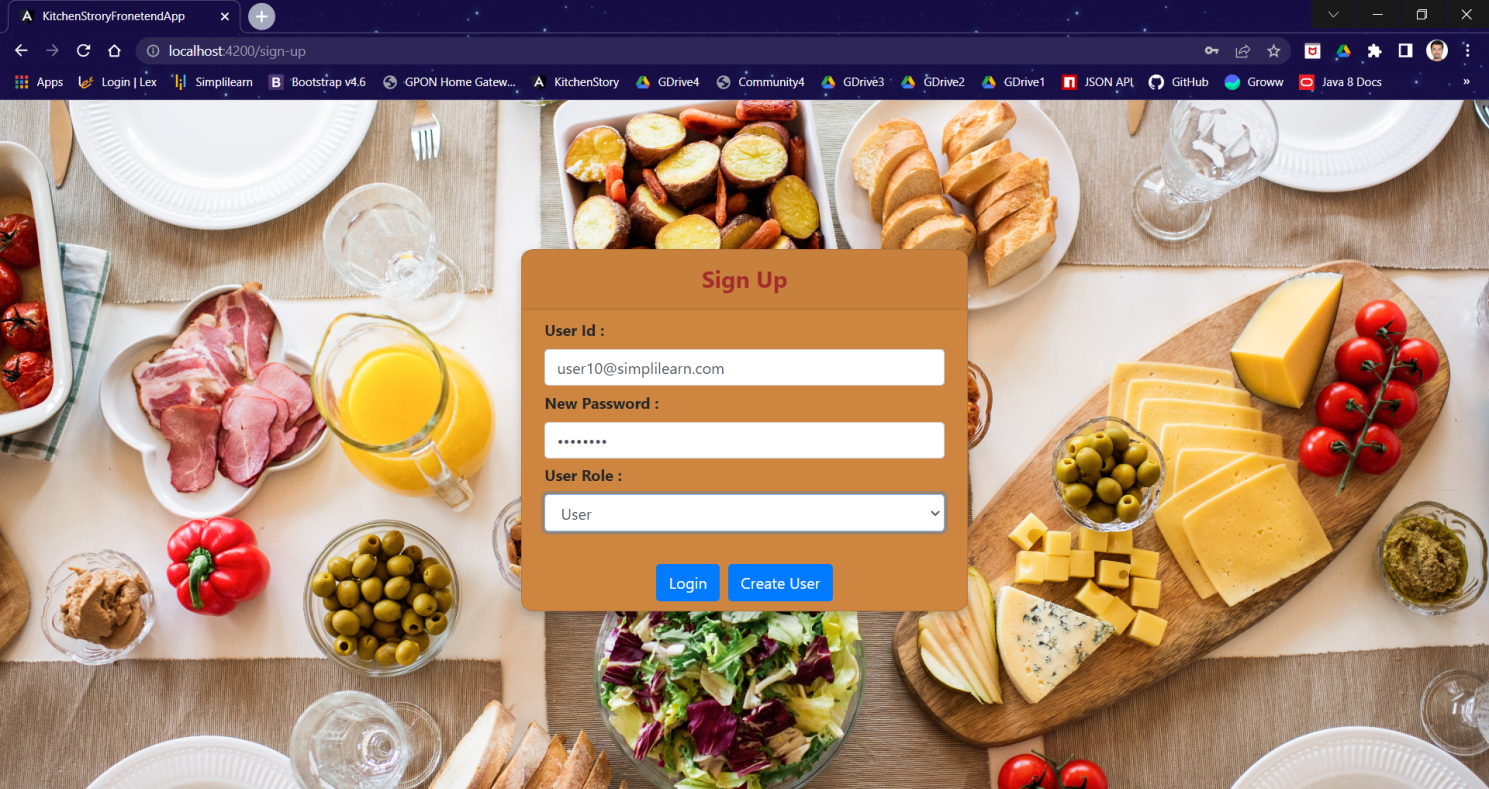 KitchenStroryFronetendApp
localhost:4200/sign-up
Apps Login | Lex Simplilearn Bootstrap v4.6 GPON Home Gatew... KitchenStory GDrive4 Community4 GDrive3 GDrive2 GDrive1 JSON API. GitHub Groww Java 8 Docs »
Sign Up
User Id :
user10@simplilearn.com
New Password :
••••••••
User Role :
User
Login Create User